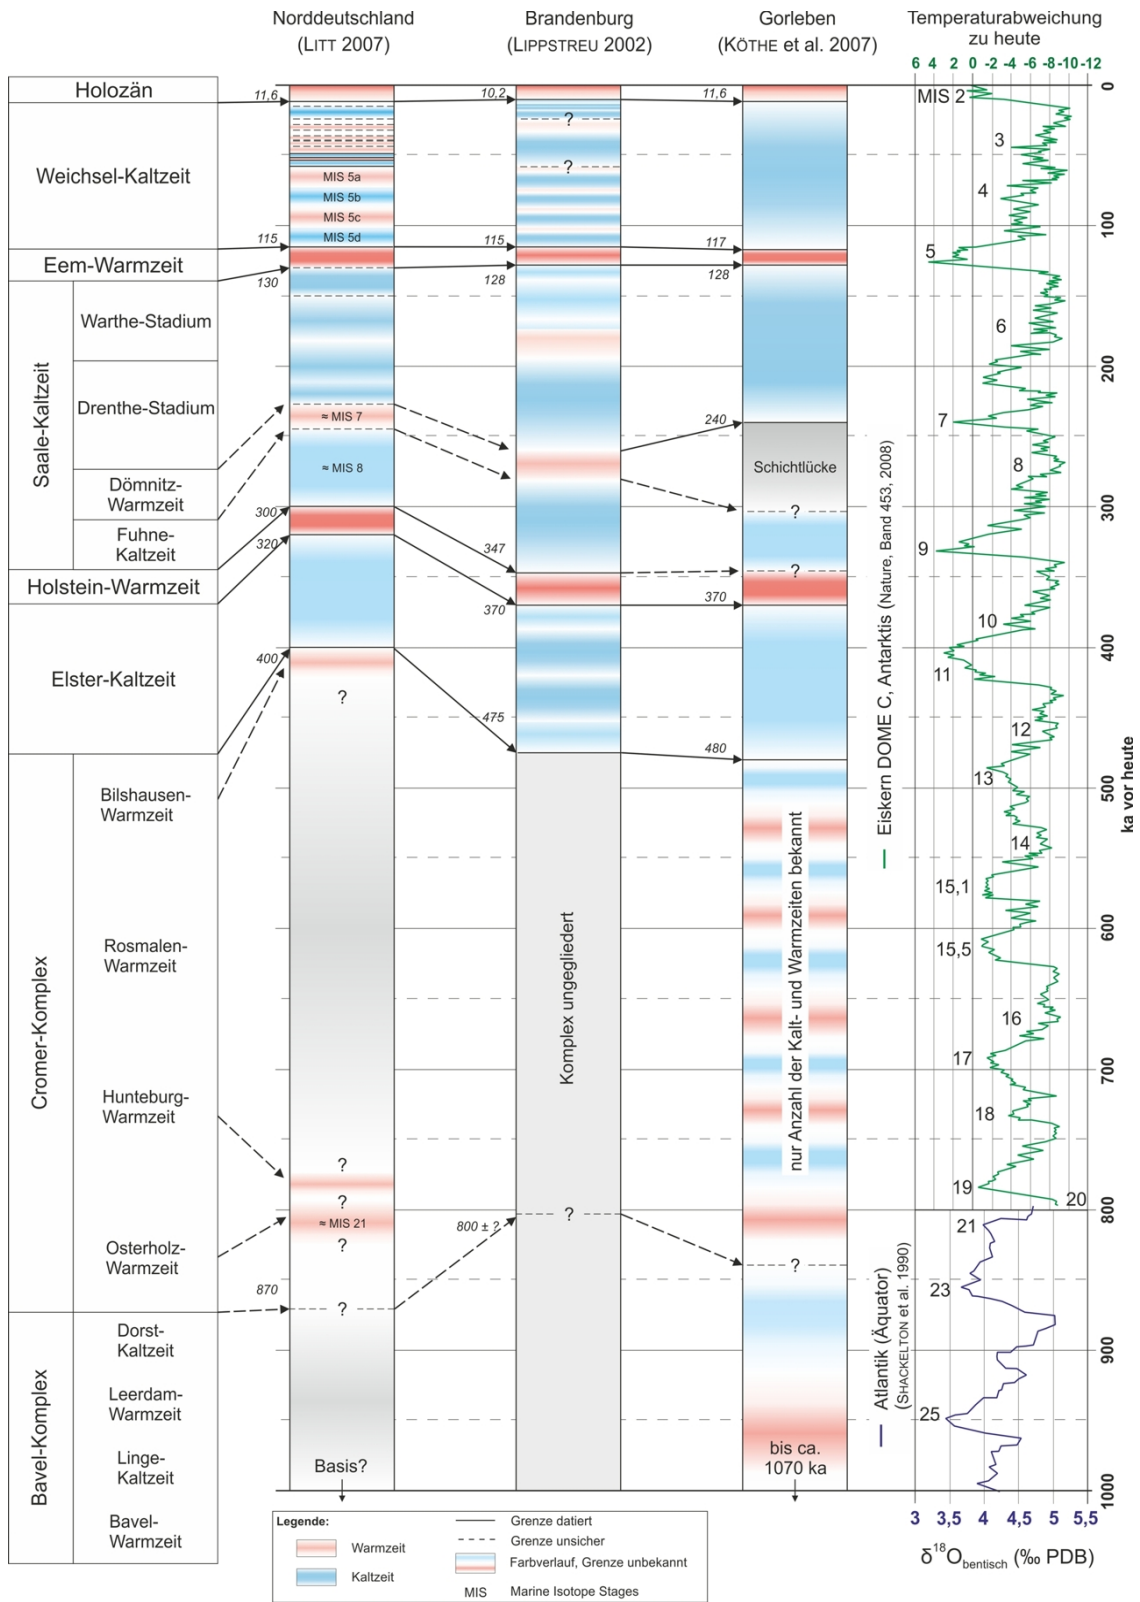 Norddeutschland
(LITT 2007)
Brandenburg
(LIPPSTREU 2002)
Gorleben
(KÖTHE et al. 2007)
Temperaturabweichung
zu heute
6 4 2 0 -2 -4 -6 -8 -10 -12
Holozän
Weichsel-Kaltzeit
Eem-Warmzeit
Saale-Kaltzeit
Warthe-Stadium
Drenthe-Stadium
Dömnitz-
Warmzeit
Fuhne-
Kaltzeit
Holstein-Warmzeit
Elster-Kaltzeit
Cromer-Komplex
Bilshausen-
Warmzeit
Rosmalen-
Warmzeit
Hunteburg-
Warmzeit
Osterholz-
Warmzeit
Bavel-Komplex
Dorst-
Kaltzeit
Leerdam-
Warmzeit
Linge-
Kaltzeit
Bavel-
Warmzeit
11,6
MIS 5a
MIS 5b
MIS 5c
MIS 5d
115
130
≈ MIS 7
≈ MIS 8
300
320
400
?
?
?
≈ MIS 21
?
870
?
Basis?
10,2
?
?
115
128
347
370
475
Komplex ungegliedert
800 ± ?
?
11,6
117
128
240
Schichtlücke
?
?
370
480
nur Anzahl der Kalt- und Warmzeiten bekannt
?
bis ca.
1070 ka
Eiskern DOME C, Antarktis (Nature, Band 453, 2008)
Atlantik (Äquator)
(SHACKELTON et al. 1990)
MIS 2
3
4
5
6
7
8
9
10
11
12
13
14
15,1
15,5
16
17
18
19
20
21
23
25
0
100
200
300
400
500
600
700
800
900
1000
ka vor heute
3 3,5 4 4,5 5 5,5
δ¹⁸O bentisch (‰ PDB)
Legende:
Warmzeit
Kaltzeit
Grenze datiert
Grenze unsicher
Farbverlauf, Grenze unbekannt
MIS Marine Isotope Stages